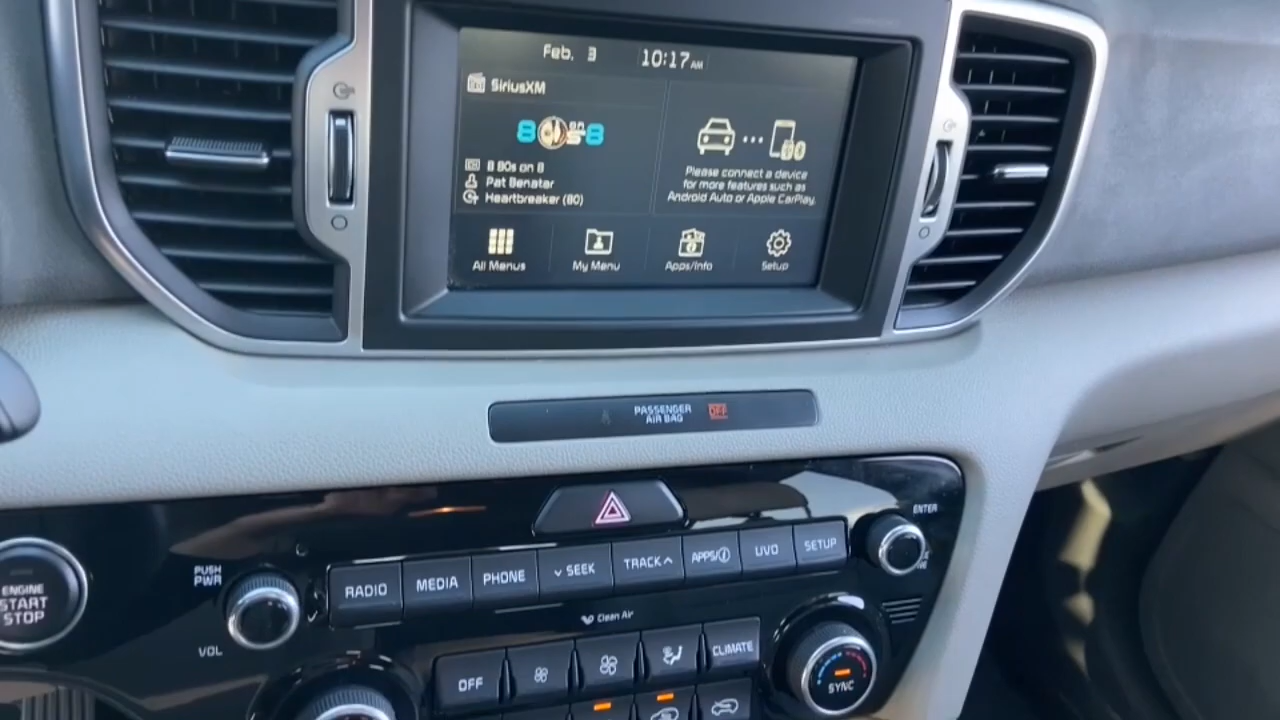 Feb. 3 10:17 AM
SiriusXM
8 on 8
8 80s on 8
Pat Benatar
Heartbreaker (80)
Please connect a device
for more features such as
Android Auto or Apple CarPlay.
All Menus My Menu Apps/Info Setup
PASSENGER
AIR BAG OFF
ENTER
RADIO MEDIA PHONE SEEK TRACK APPS/i UVO SETUP
PUSH
PWR
ENGINE
START
STOP
VOL
Clean Air
OFF CLIMATE
SYNC